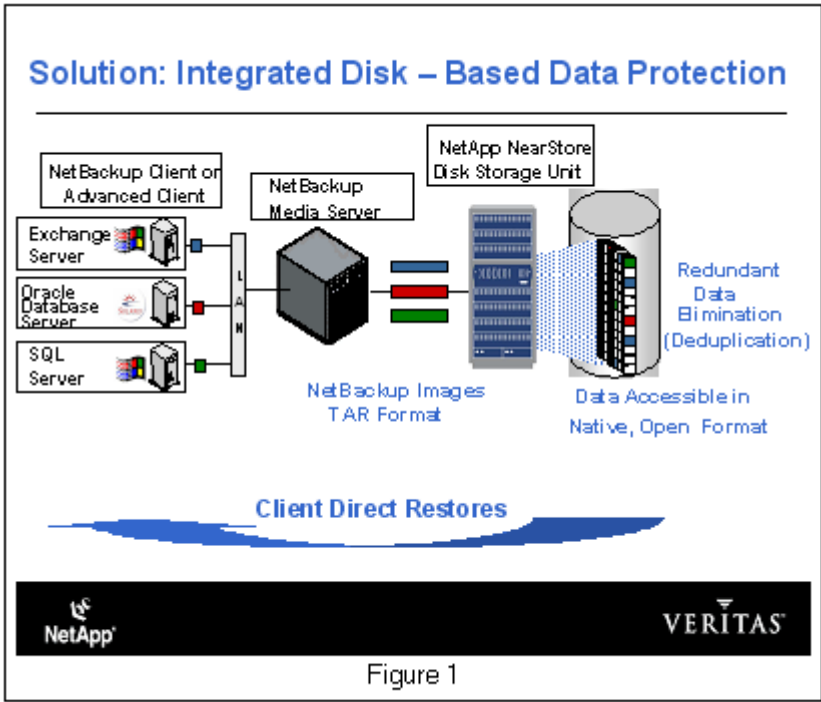 Solution: Integrated Disk – Based Data Protection
NetBackup Client or
Advanced Client
NetBackup
Media Server
NetApp NearStore
Disk Storage Unit
Exchange
Server
Oracle
Database
Server
SQL
Server
LAN
Redundant
Data
Elimination
(Deduplication)
NetBackup Images
TAR Format
Data Accessible in
Native, Open Format
Client Direct Restores
NetApp
VERITAS
Figure 1